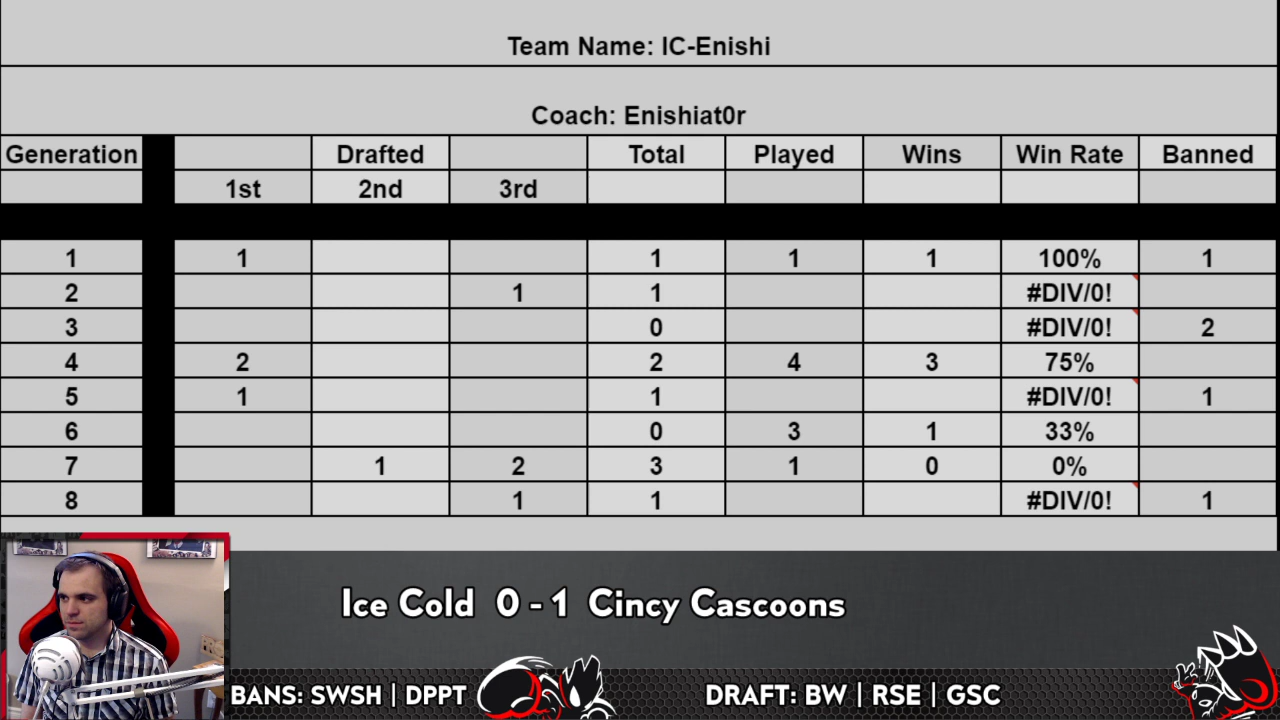 Team Name: IC-Enishi
Coach: Enishiat0r
Generation Drafted Total Played Wins Win Rate Banned
1st 2nd 3rd
1 1 1 1 1 100% 1
2 1 1 #DIV/0!
3 0 #DIV/0! 2
4 2 2 4 3 75%
5 1 1 #DIV/0! 1
6 0 3 1 33%
7 1 2 3 1 0 0%
8 1 1 #DIV/0! 1
Ice Cold 0 - 1 Cincy Cascoons
BANS: SWSH | DPPT DRAFT: BW | RSE | GSC